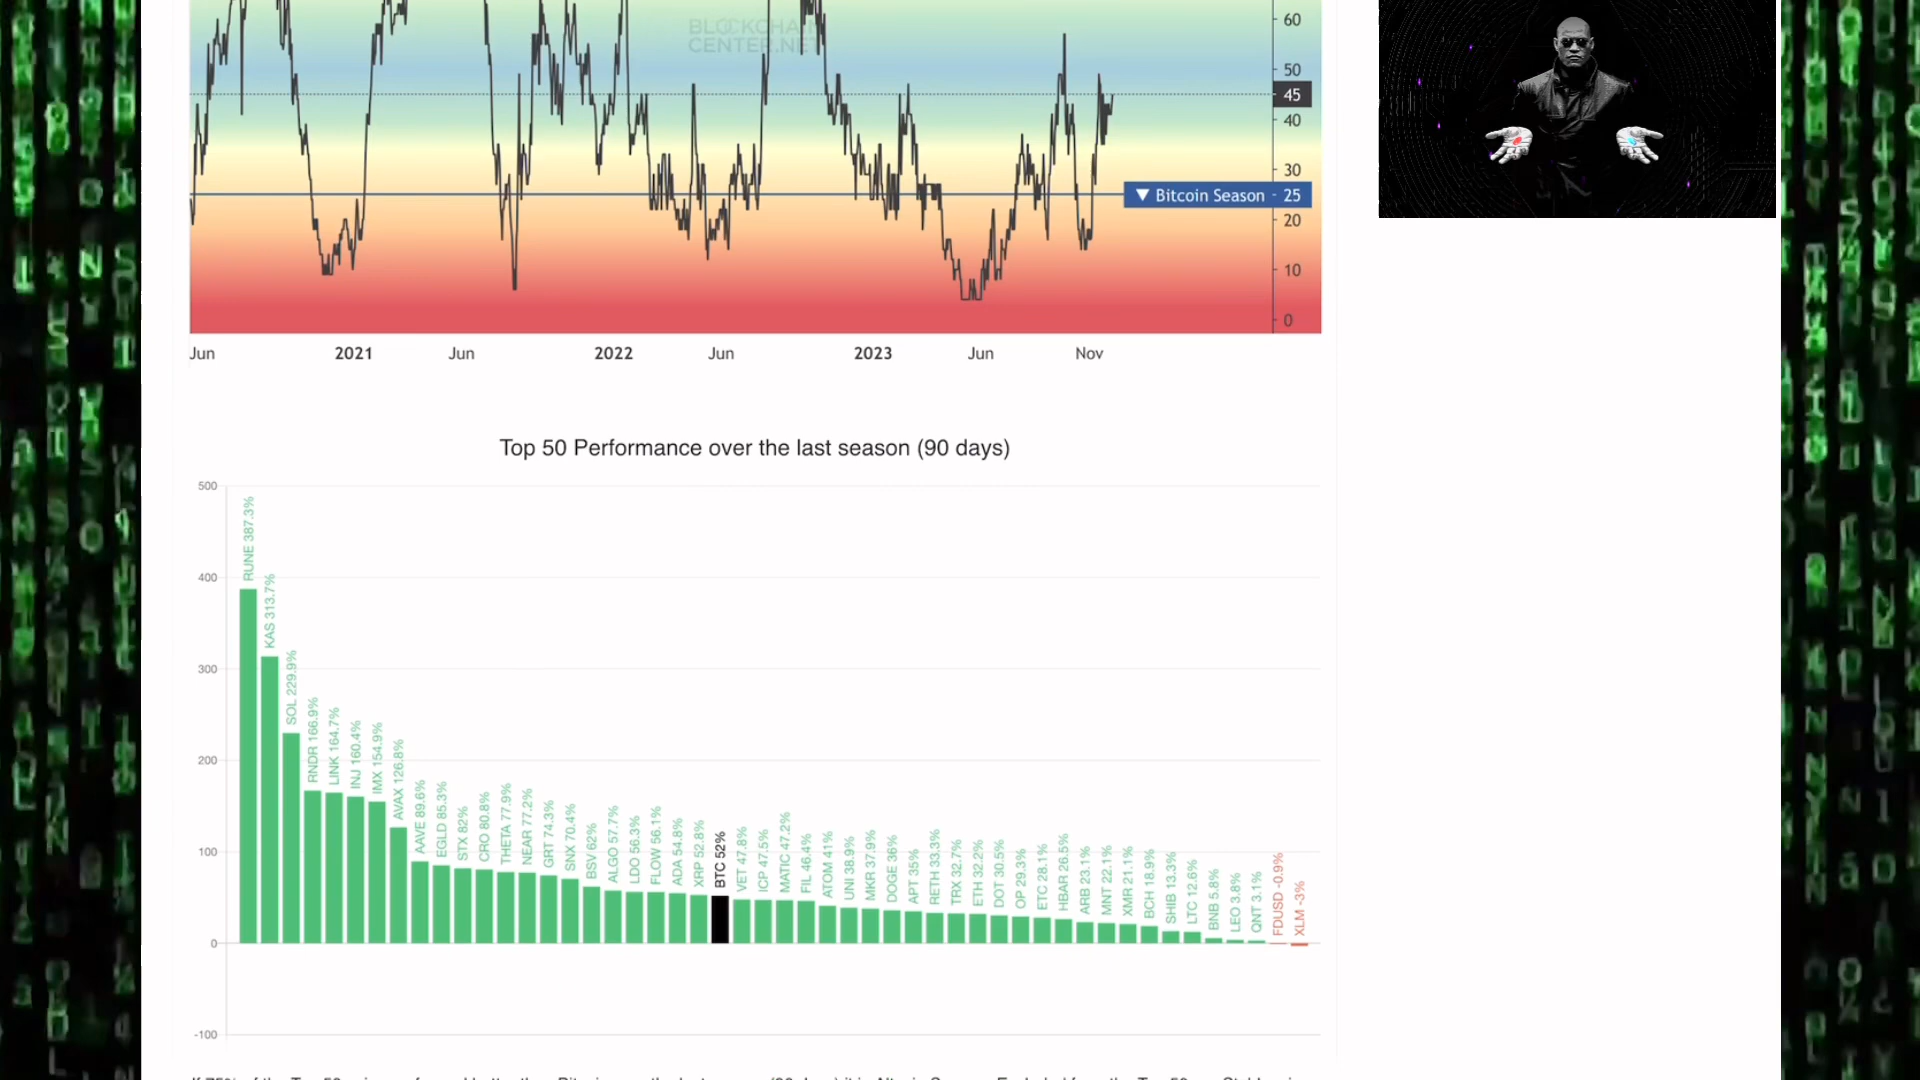 BLOCKCHAIN
CENTER.NET
60
50
45
40
30
▼ Bitcoin Season - 25
20
10
0
Jun 2021 Jun 2022 Jun 2023 Jun Nov
Top 50 Performance over the last season (90 days)
500
400
300
200
100
0
-100
RUNE 387.3%
KAS 313.7%
SOL 229.9%
RNDR 166.9%
LINK 164.7%
INJ 160.4%
IMX 154.9%
AVAX 126.8%
AAVE 89.6%
EGLD 85.3%
STX 82%
CRO 80.8%
THETA 77.9%
NEAR 77.2%
GRT 74.3%
SNX 70.4%
BSV 62%
ALGO 57.7%
LDO 56.3%
FLOW 56.1%
ADA 54.8%
XRP 52.8%
BTC 52%
VET 47.8%
ICP 47.5%
MATIC 47.2%
FIL 46.4%
ATOM 41%
UNI 38.9%
MKR 37.9%
DOGE 36%
APT 35%
RETH 33.3%
TRX 32.7%
ETH 32.2%
DOT 30.5%
OP 29.3%
ETC 28.1%
HBAR 26.5%
ARB 23.1%
MNT 22.1%
XMR 21.1%
BCH 18.9%
SHIB 13.3%
LTC 12.6%
BNB 5.8%
LEO 3.8%
QNT 3.1%
FDUSD -0.9%
XLM -3%